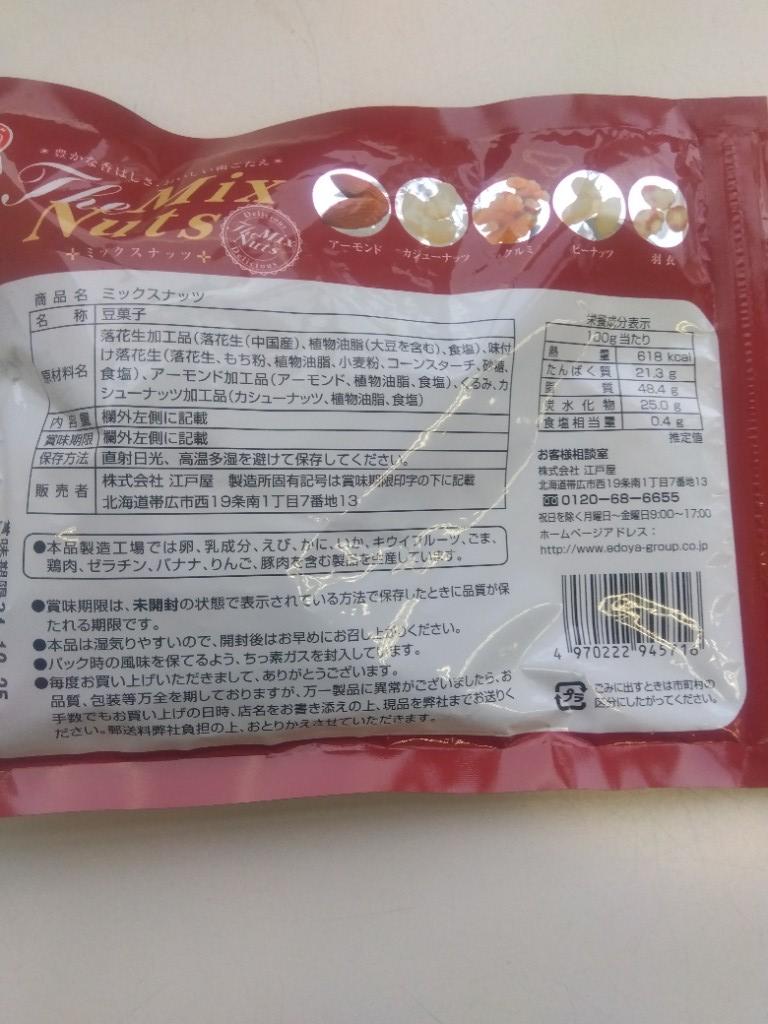 豊かな香ばしさ、おいしい歯ごたえ
The Mix
Nuts
ミックスナッツ
Delicious
The Mix
Nuts
Delicious
アーモンド カシューナッツ クルミ ピーナッツ 羽衣
商品名 ミックスナッツ
名 称 豆菓子
原材料名 落花生加工品(落花生(中国産)、植物油脂(大豆を含む)、食塩)、味付
け落花生(落花生、もち粉、植物油脂、小麦粉、コーンスターチ、砂糖、
食塩)、アーモンド加工品(アーモンド、植物油脂、食塩)、くるみ、カ
シューナッツ加工品(カシューナッツ、植物油脂、食塩)
内容量 欄外左側に記載
賞味期限 欄外左側に記載
保存方法 直射日光、高温多湿を避けて保存してください。
販売者 株式会社 江戸屋 製造所固有記号は賞味期限印字の下に記載
北海道帯広市西19条南1丁目7番地13
●本品製造工場では卵、乳成分、えび、かに、いか、キウイフルーツ、ごま、
鶏肉、ゼラチン、バナナ、りんご、豚肉を含む製品を生産しています。
●賞味期限は、未開封の状態で表示されている方法で保存したときに品質が保
たれる期限です。
●本品は湿気りやすいので、開封後はお早めにお召し上がりください。
●パック時の風味を保てるよう、ちっ素ガスを封入しています。
●毎度お買い上げいただきまして、ありがとうございます。
品質、包装等万全を期しておりますが、万一製品に異常がございましたら、お
手数でもお買い上げの日時、店名をお書き添えの上、現品を弊社までお送りく
ださい。郵送料弊社負担の上、おとりかえさせていただきます。
栄養成分表示
100g当たり
熱 量 618 kcal
たんぱく質 21.3 g
脂 質 48.4 g
炭水化物 25.0 g
食塩相当量 0.4 g
推定値
お客様相談室
株式会社 江戸屋
北海道帯広市西19条南1丁目7番地13
0120-68-6655
祝日を除く月曜日〜金曜日9:00〜17:00
ホームページアドレス:
http://www.edoya-group.co.jp
4 970222 945716
プラ
ごみに出すときは市町村の
区分にしたがってください。